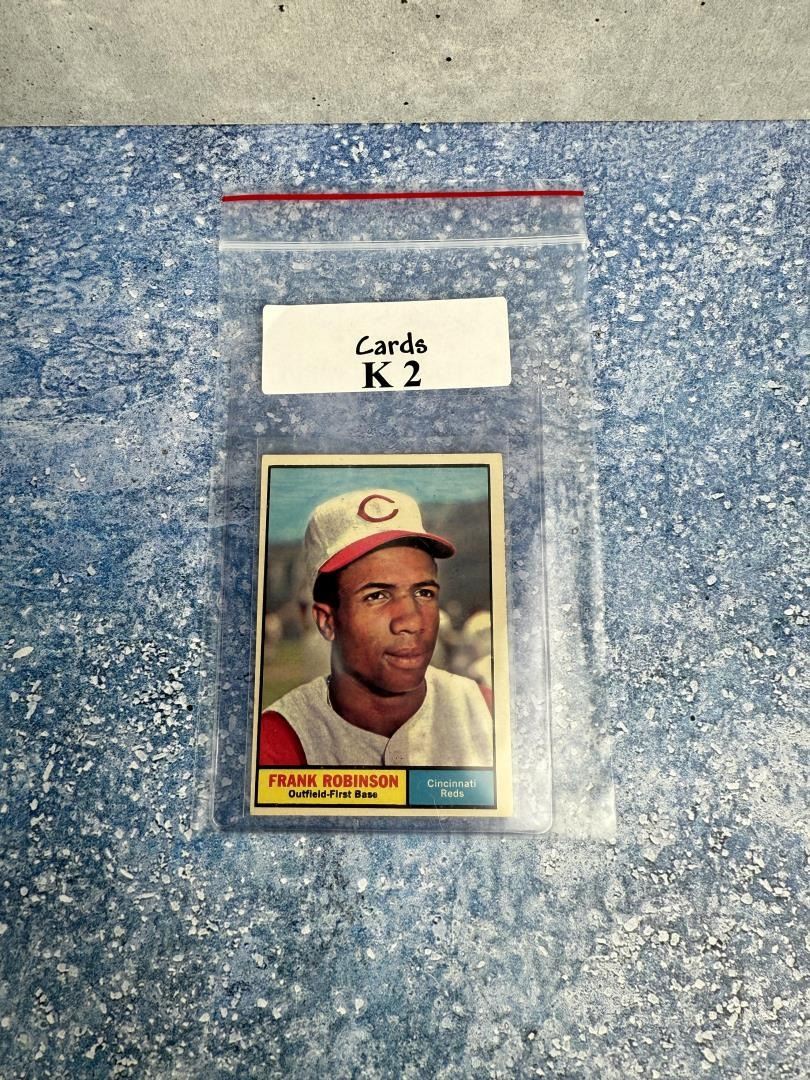 Cards
K 2
C
FRANK ROBINSON
Outfield-First Base
Cincinnati
Reds